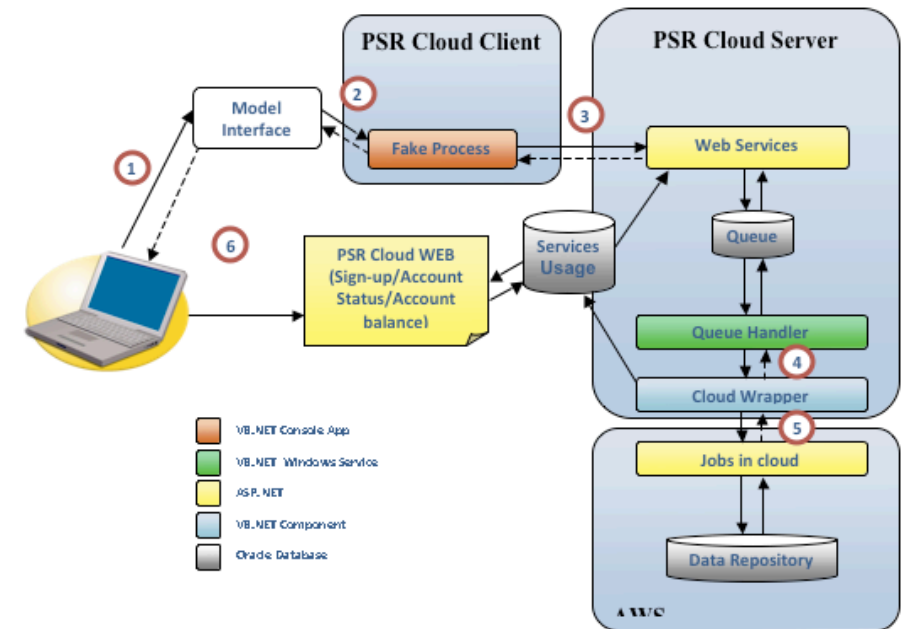 PSR Cloud Client
PSR Cloud Server
2
Model
Interface
3
Fake Process
Web Services
1
Queue
6
PSR Cloud WEB
(Sign-up/Account
Status/Account
balance)
Services
Usage
Queue Handler
4
Cloud Wrapper
5
Jobs in cloud
Data Repository
AWS
VB.NET Console App
VB.NET Windows Service
ASP.NET
VB.NET Component
Oracle Database